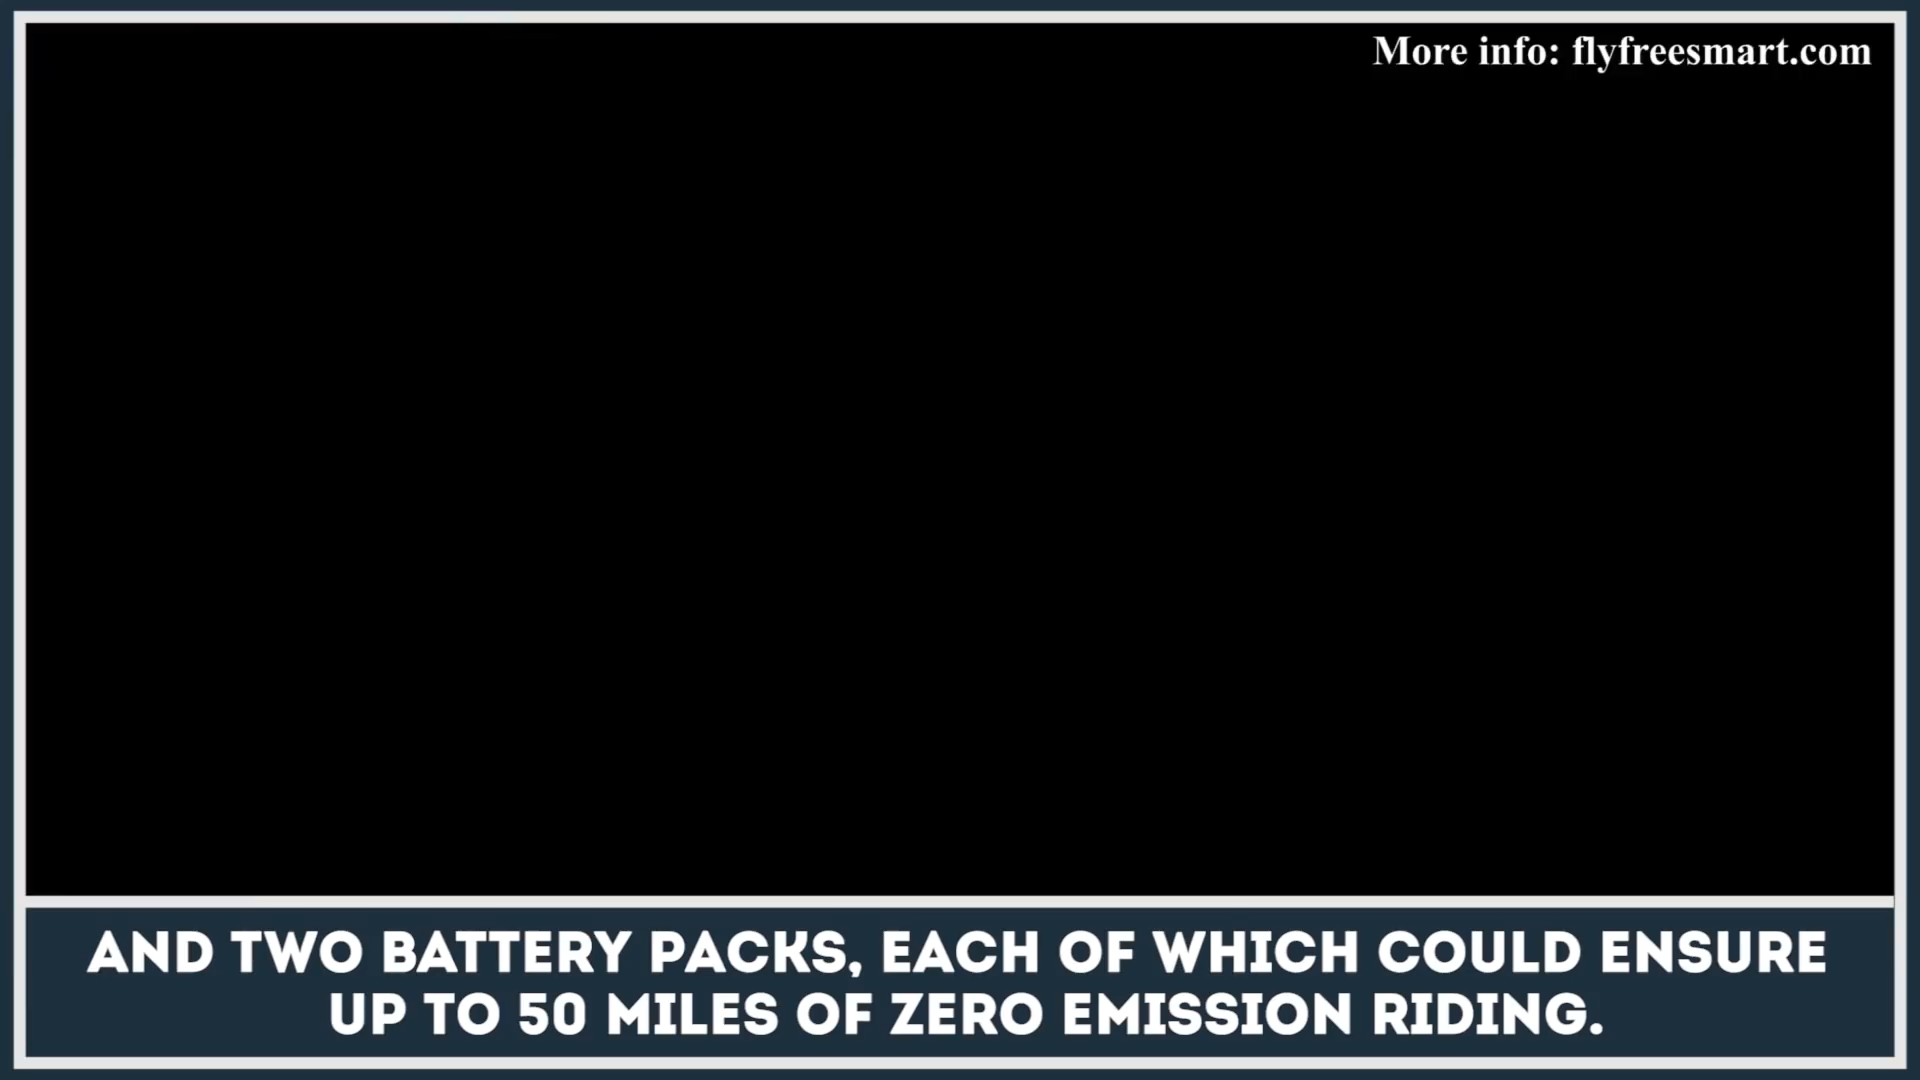 More info: flyfreesmart.com
AND TWO BATTERY PACKS, EACH OF WHICH COULD ENSURE
UP TO 50 MILES OF ZERO EMISSION RIDING.